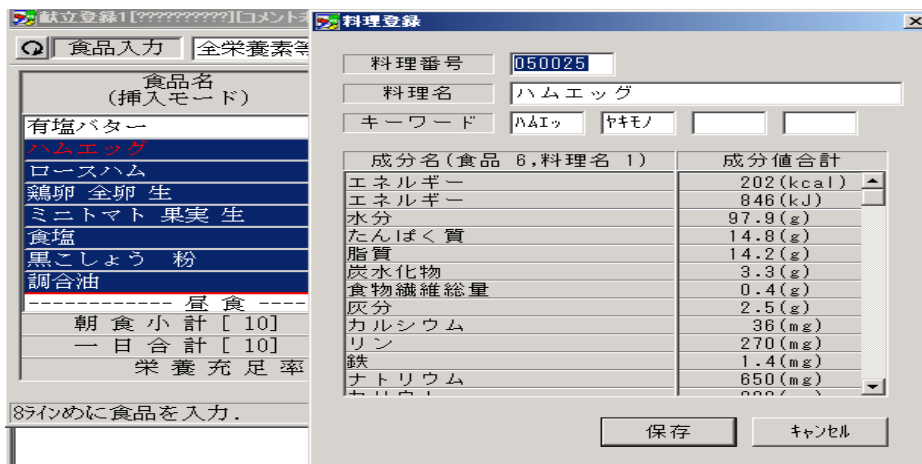 献立登録1[??????????][コメント
食品入力 全栄養素等
食品名
(挿入モード)
有塩バター
ハムエッグ
ロースハム
鶏卵 全卵 生
ミニトマト 果実 生
食塩
黒こしょう 粉
調合油
------------ 昼 食 ----
朝 食 小 計 [ 10]
一 日 合 計 [ 10]
栄 養 充 足 率
8ラインめに食品を入力.
料理登録
料理番号 050025
料理名 ハムエッグ
キーワード ハムエッ ヤキモノ
成分名(食品 6,料理名 1) 成分値合計
エネルギー 202(kcal)
エネルギー 846(kJ)
水分 97.9(g)
たんぱく質 14.8(g)
脂質 14.2(g)
炭水化物 3.3(g)
食物繊維総量 0.4(g)
灰分 2.5(g)
カルシウム 36(mg)
リン 270(mg)
鉄 1.4(mg)
ナトリウム 650(mg)
保存 キャンセル